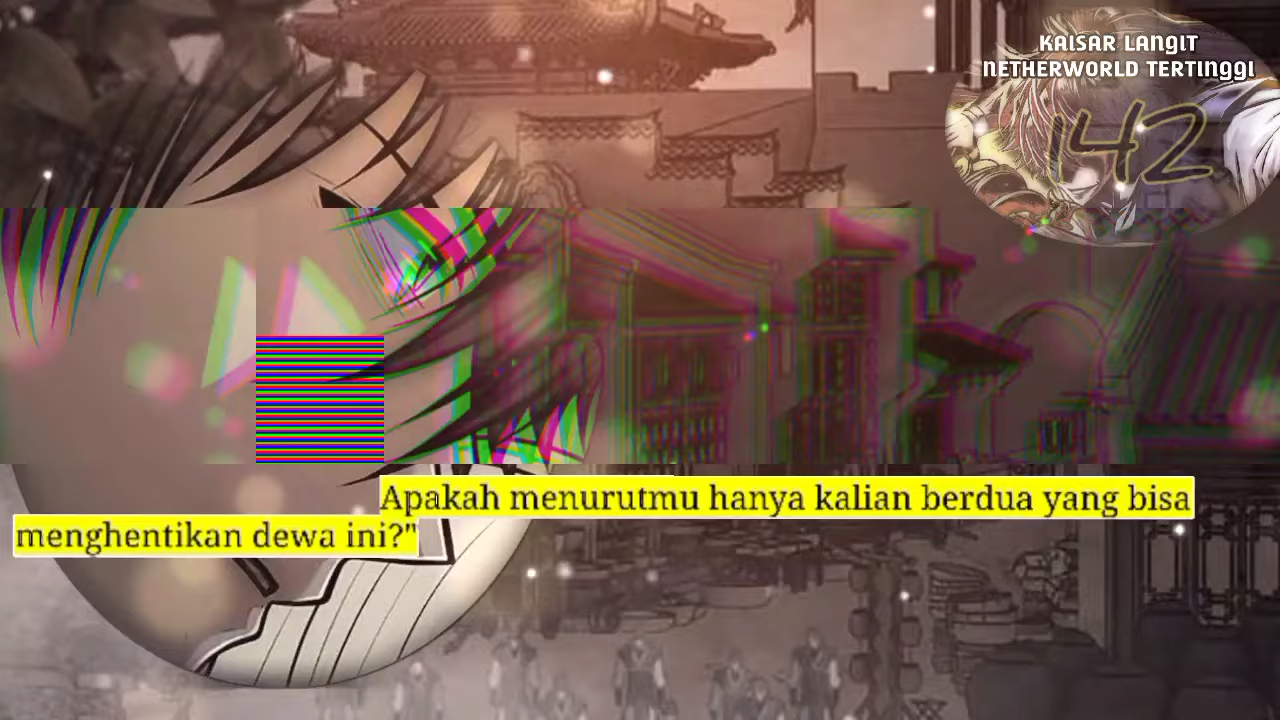 KAISAR LANGIT
NETHERWORLD TERTINGGI
142
Apakah menurutmu hanya kalian berdua yang bisa
menghentikan dewa ini?"